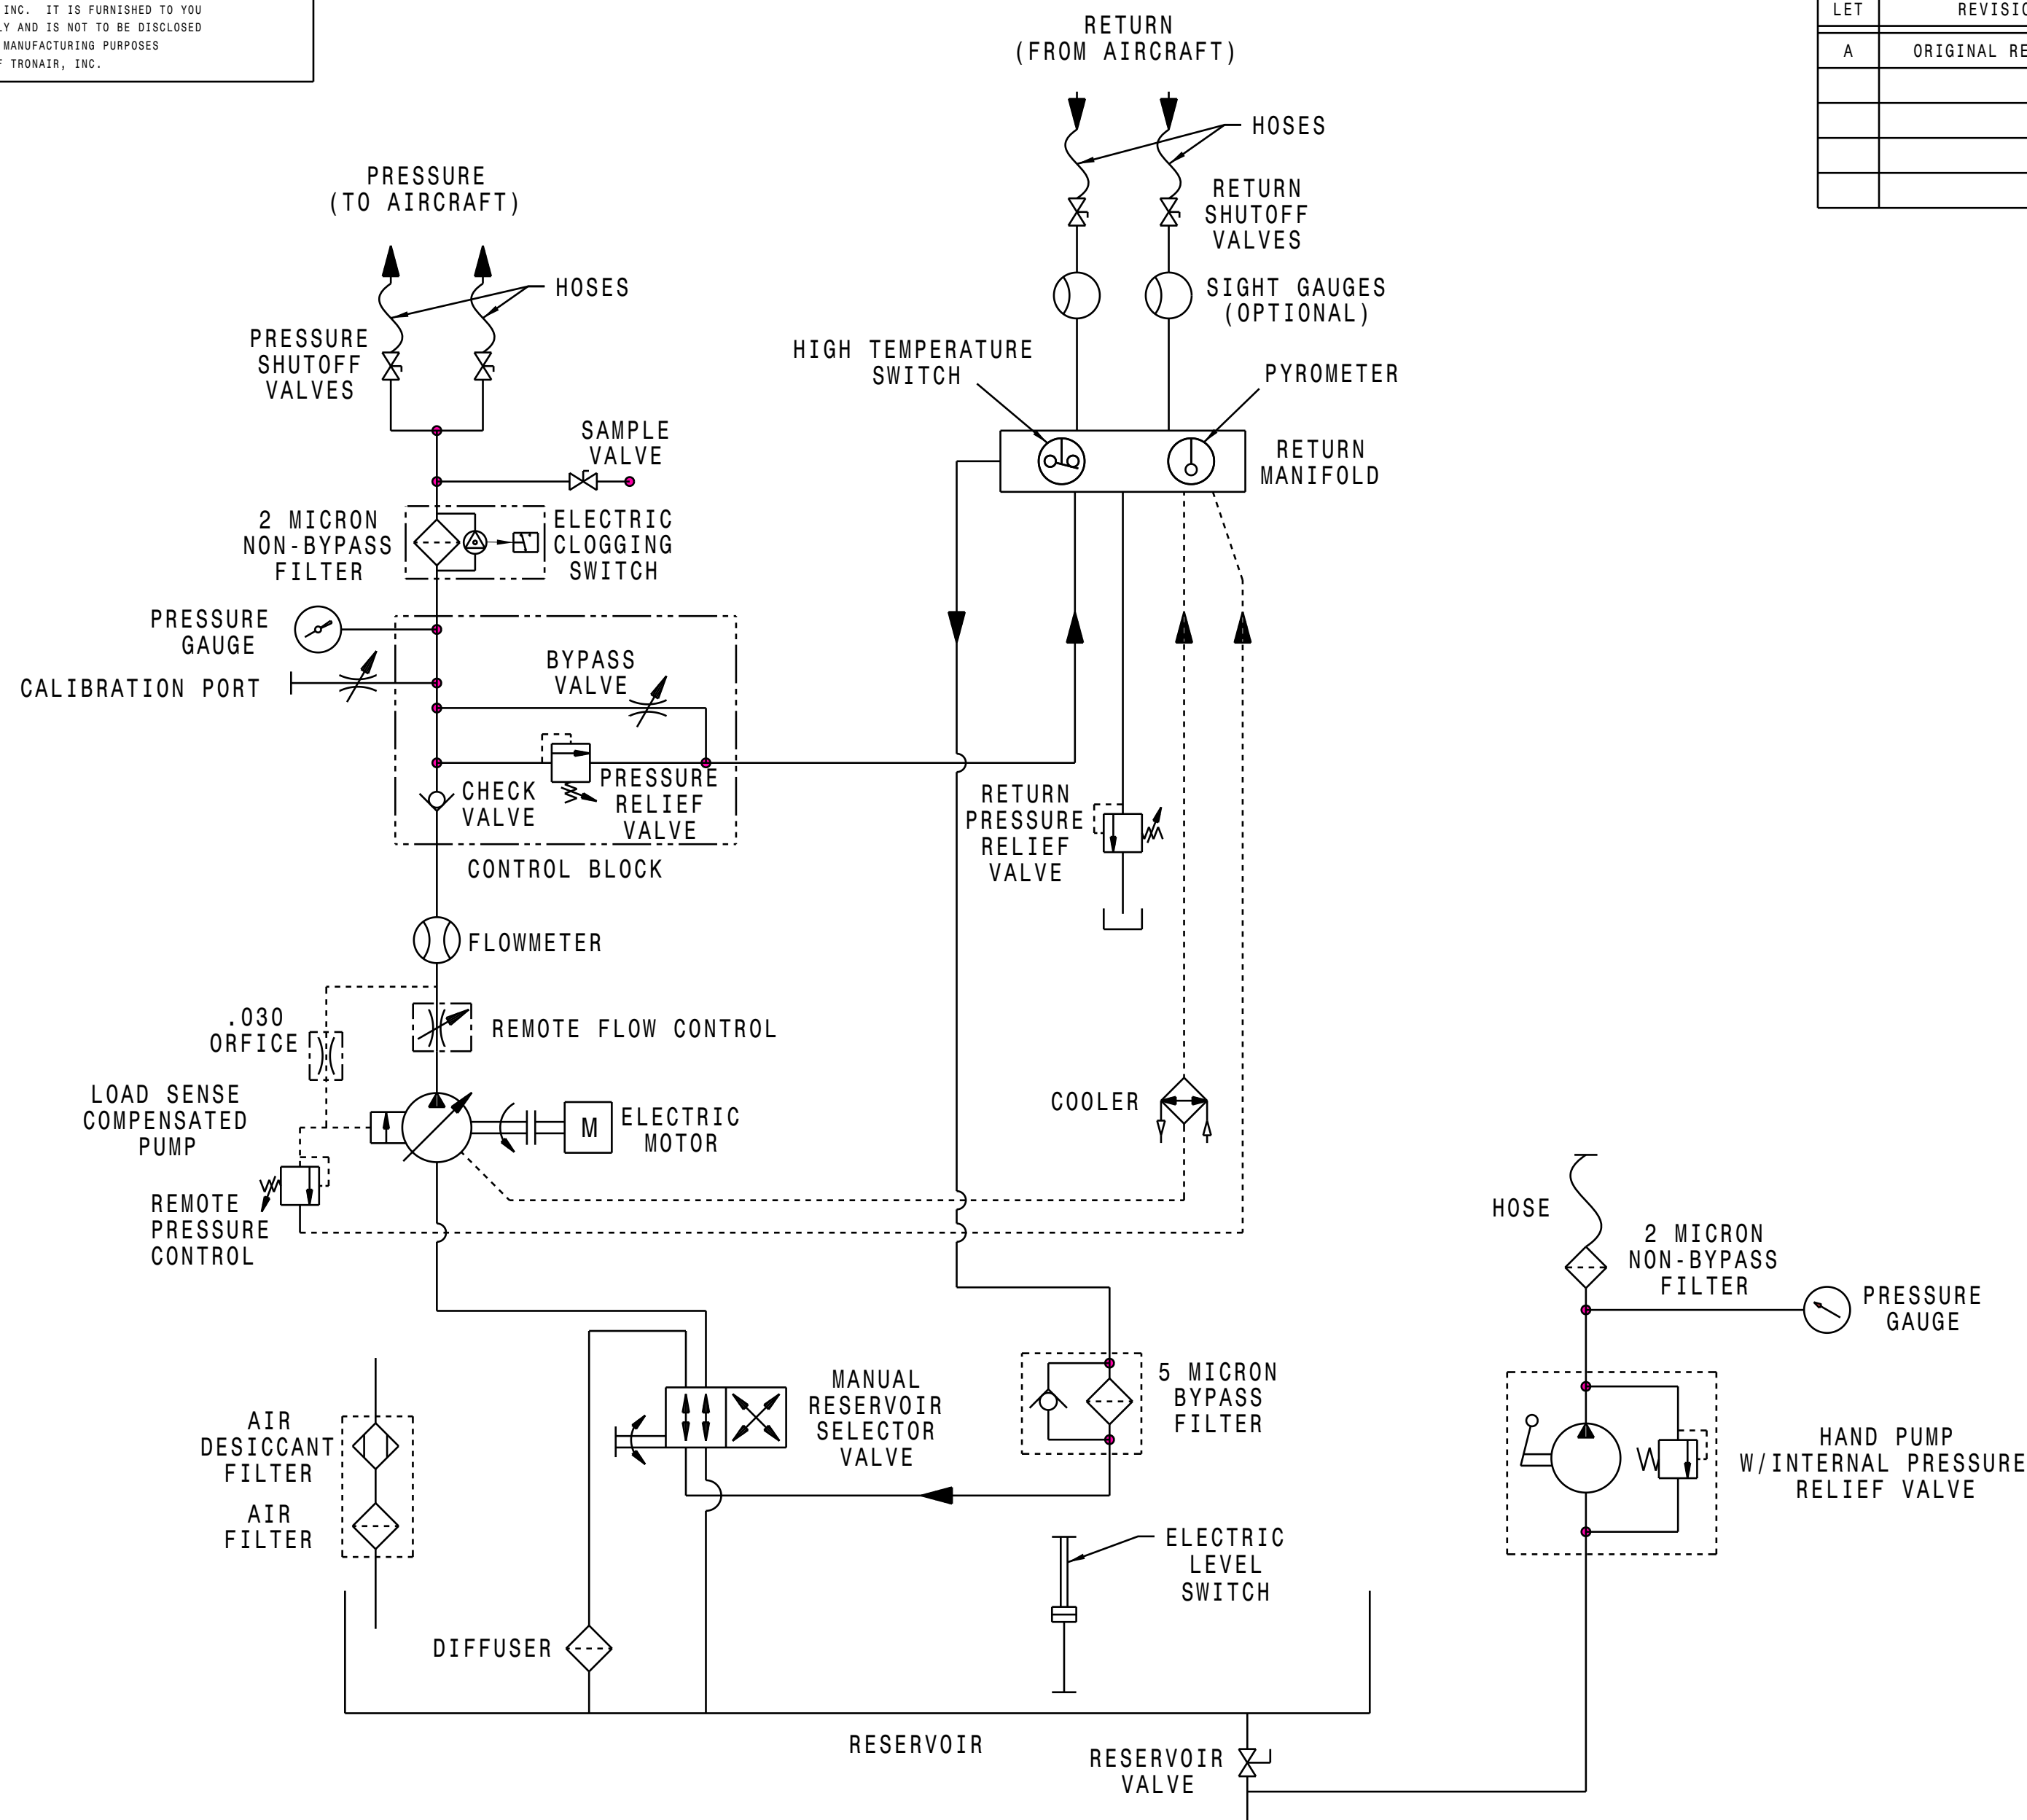 INC. IT IS FURNISHED TO YOU
LY AND IS NOT TO BE DISCLOSED
MANUFACTURING PURPOSES
F TRONAIR, INC.
LET
REVISIO
A
ORIGINAL RE
RETURN
(FROM AIRCRAFT)
HOSES
RETURN
SHUTOFF
VALVES
SIGHT GAUGES
(OPTIONAL)
PRESSURE
(TO AIRCRAFT)
HOSES
PRESSURE
SHUTOFF
VALVES
HIGH TEMPERATURE
SWITCH
PYROMETER
RETURN
MANIFOLD
SAMPLE
VALVE
2 MICRON
NON-BYPASS
FILTER
ELECTRIC
CLOGGING
SWITCH
PRESSURE
GAUGE
CALIBRATION PORT
BYPASS
VALVE
CHECK
VALVE
PRESSURE
RELIEF
VALVE
CONTROL BLOCK
RETURN
PRESSURE
RELIEF
VALVE
FLOWMETER
.030
ORFICE
REMOTE FLOW CONTROL
LOAD SENSE
COMPENSATED
PUMP
M
ELECTRIC
MOTOR
COOLER
REMOTE
PRESSURE
CONTROL
HOSE
2 MICRON
NON-BYPASS
FILTER
PRESSURE
GAUGE
MANUAL
RESERVOIR
SELECTOR
VALVE
5 MICRON
BYPASS
FILTER
AIR
DESICCANT
FILTER
AIR
FILTER
HAND PUMP
W/INTERNAL PRESSURE
RELIEF VALVE
ELECTRIC
LEVEL
SWITCH
DIFFUSER
RESERVOIR
RESERVOIR
VALVE